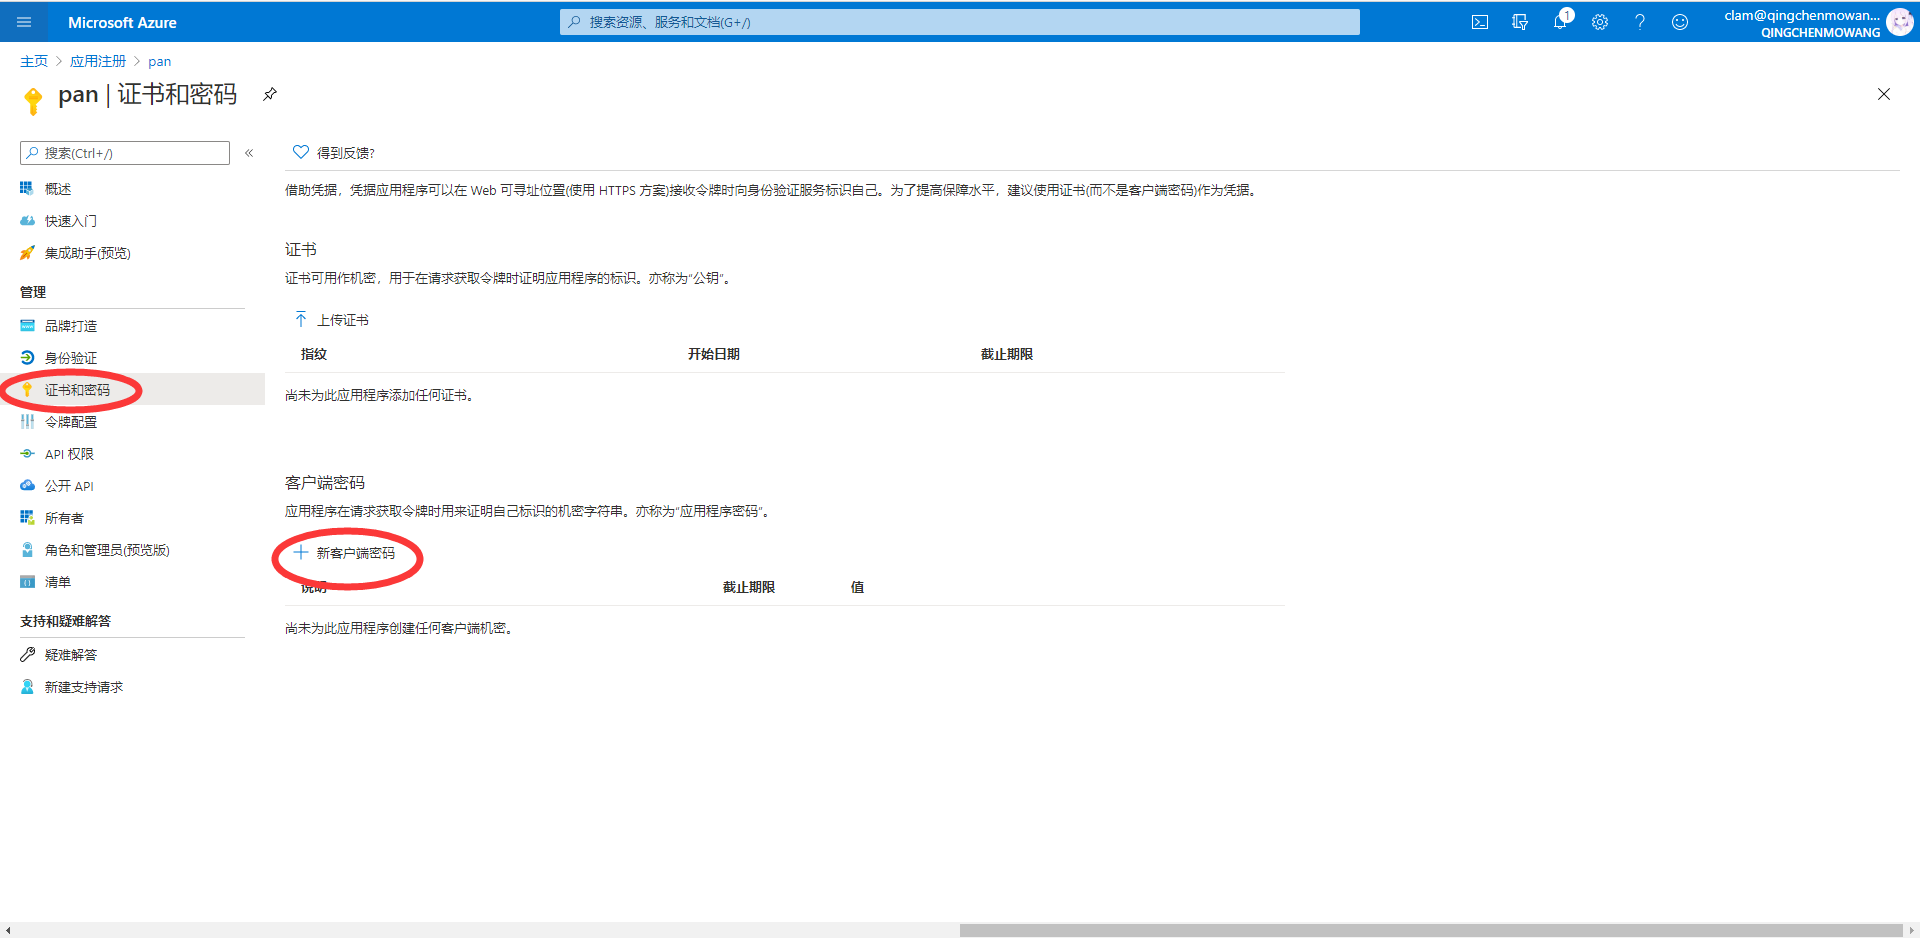 Microsoft Azure
搜索资源、服务和文档(G+/)
1
clam@qingchenmowan...
QINGCHENMOWANG
主页 > 应用注册 > pan
pan | 证书和密码
搜索(Ctrl+/)
«
概述
快速入门
集成助手(预览)
管理
品牌打造
身份验证
证书和密码
令牌配置
API 权限
公开 API
所有者
角色和管理员(预览版)
清单
支持和疑难解答
疑难解答
新建支持请求
得到反馈?
借助凭据，凭据应用程序可以在 Web 可寻址位置(使用 HTTPS 方案)接收令牌时向身份验证服务标识自己。为了提高保障水平，建议使用证书(而不是客户端密码)作为凭据。
证书
证书可用作机密，用于在请求获取令牌时证明应用程序的标识。亦称为“公钥”。
上传证书
指纹 开始日期 截止期限
尚未为此应用程序添加任何证书。
客户端密码
应用程序在请求获取令牌时用来证明自己标识的机密字符串。亦称为“应用程序密码”。
新客户端密码
说明 截止期限 值
尚未为此应用程序创建任何客户端机密。